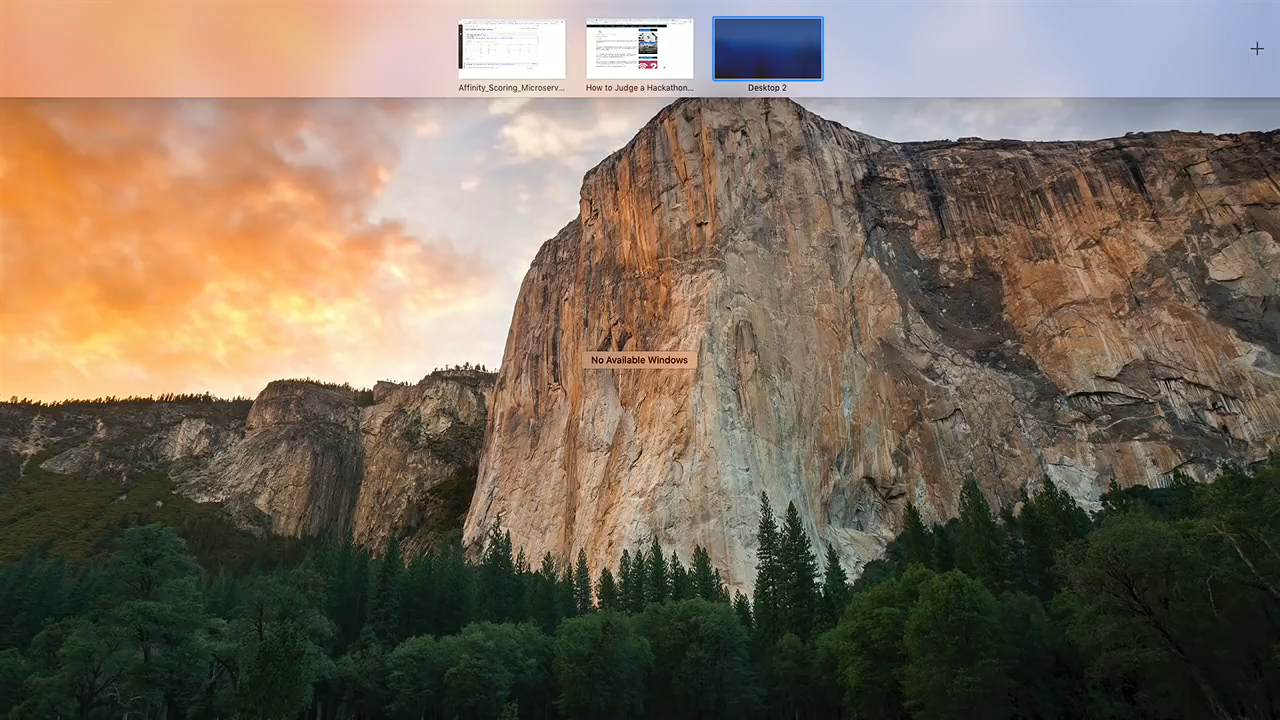 Affinity_Scoring_Microserv...
How to Judge a Hackathon...
Desktop 2
No Available Windows